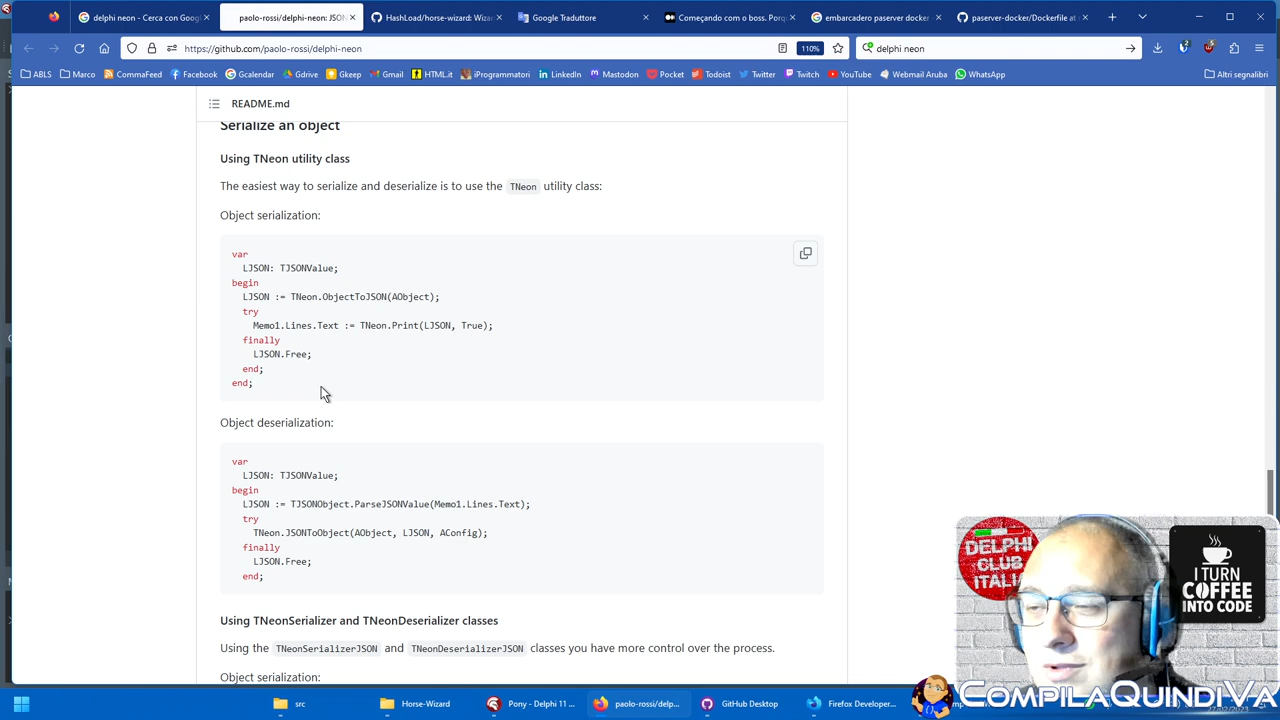 delphi neon - Cerca con Goog
paolo-rossi/delphi-neon: JSON
HashLoad/horse-wizard: Wizar
Google Traduttore
Começando com o boss. Porqu
embarcadero paserver docker
paserver-docker/Dockerfile at
https://github.com/paolo-rossi/delphi-neon
110%
delphi neon
ABLS
Marco
CommaFeed
Facebook
Gcalendar
Gdrive
Gkeep
Gmail
HTML.it
iProgrammatori
LinkedIn
Mastodon
Pocket
Todoist
Twitter
Twitch
YouTube
Webmail Aruba
WhatsApp
Altri segnalibri
README.md
Serialize an object
Using TNeon utility class
The easiest way to serialize and deserialize is to use the TNeon utility class:
Object serialization:
var
LJSON: TJSONValue;
begin
LJSON := TNeon.ObjectToJSON(AObject);
try
Memo1.Lines.Text := TNeon.Print(LJSON, True);
finally
LJSON.Free;
end;
end;
Object deserialization:
var
LJSON: TJSONValue;
begin
LJSON := TJSONObject.ParseJSONValue(Memo1.Lines.Text);
try
TNeon.JSONToObject(AObject, LJSON, AConfig);
finally
LJSON.Free;
end;
Using TNeonSerializer and TNeonDeserializer classes
Using the TNeonSerializerJSON and TNeonDeserializerJSON classes you have more control over the process.
Object serialization:
DELPHI
CLUB
ITALIA
I TURN
COFFEE
INTO CODE
src
Horse-Wizard
Pony - Delphi 11 ...
paolo-rossi/delp...
GitHub Desktop
Firefox Developer...
COMPILAQUINDIVA